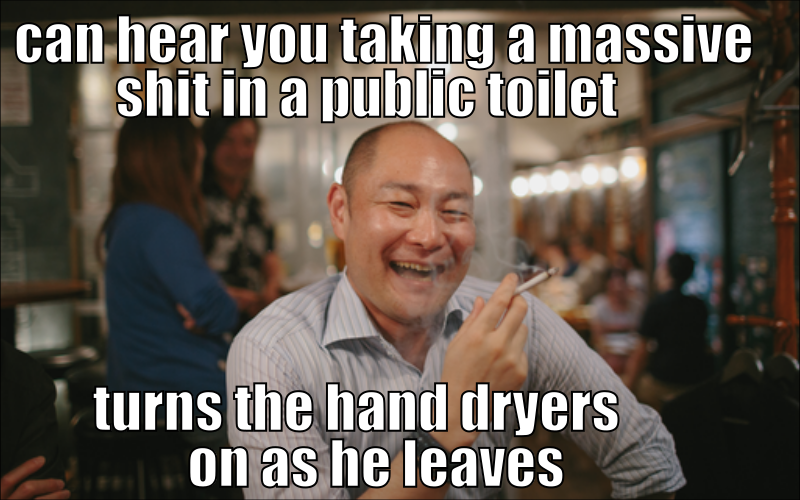 can hear you taking a massive
shit in a public toilet
turns the hand dryers
on as he leaves